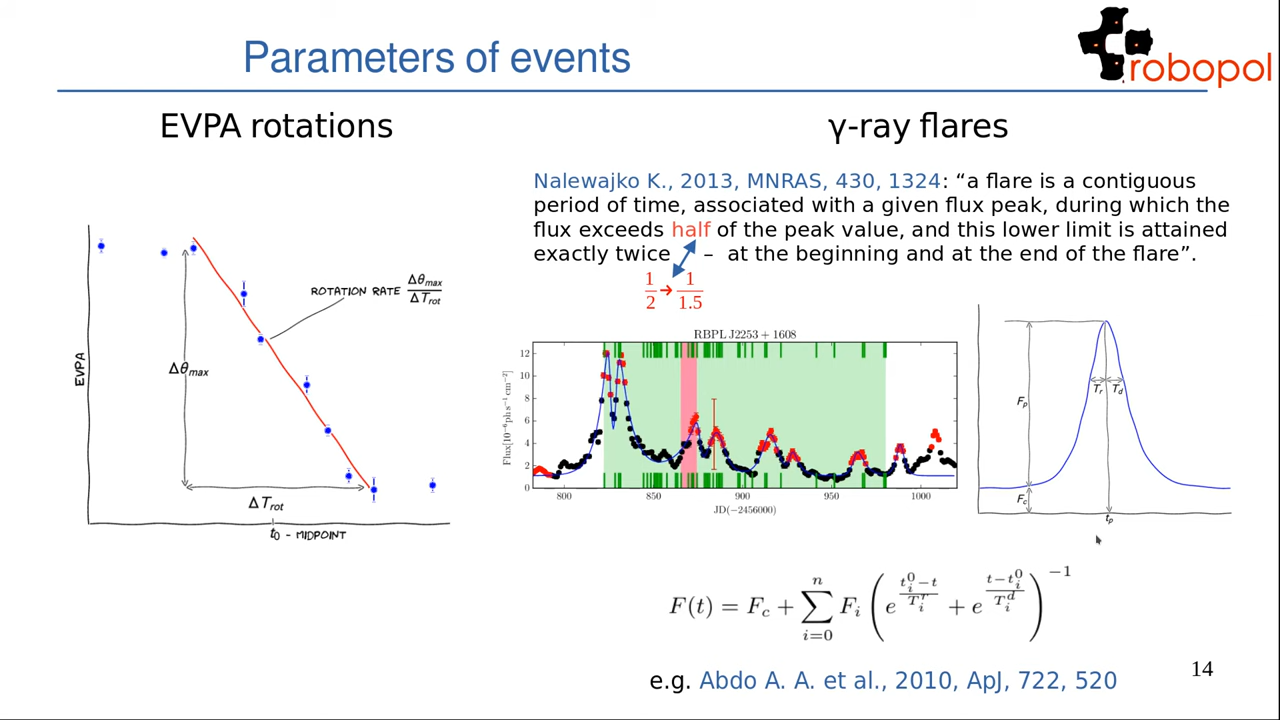 Parameters of events
robopol
EVPA rotations
γ-ray flares
Nalewajko K., 2013, MNRAS, 430, 1324: “a flare is a contiguous
period of time, associated with a given flux peak, during which the
flux exceeds half of the peak value, and this lower limit is attained
exactly twice – at the beginning and at the end of the flare”.
1/2 → 1/1.5
EVPA
Δθmax
ROTATION RATE Δθmax/ΔTrot
ΔTrot
t0 - MIDPOINT
RBPL J2253 + 1608
Flux[10⁻⁶ ph s⁻¹ cm⁻²]
12
10
8
6
4
2
0
800 850 900 950 1000
JD(−2456000)
Fp
Tr Td
Fc
tp
F(t) = Fc + ∑_{i=0}^{n} Fi ( e^{(t_i^0 − t)/T_i^r} + e^{(t − t_i^0)/T_i^d} )^{−1}
e.g. Abdo A. A. et al., 2010, ApJ, 722, 520
14